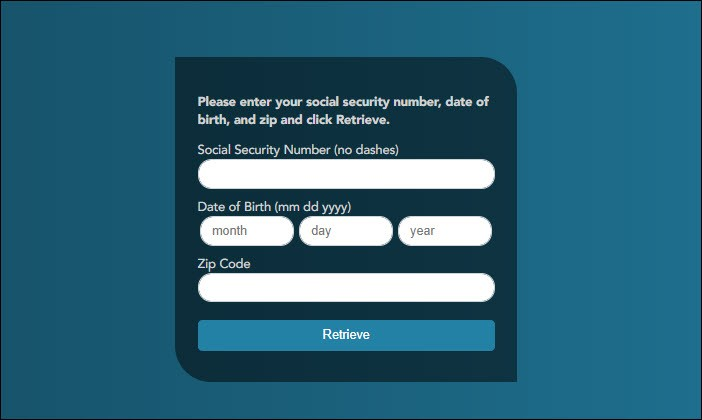 Please enter your social security number, date of
birth, and zip and click Retrieve.
Social Security Number (no dashes)
Date of Birth (mm dd yyyy)
month day year
Zip Code
Retrieve